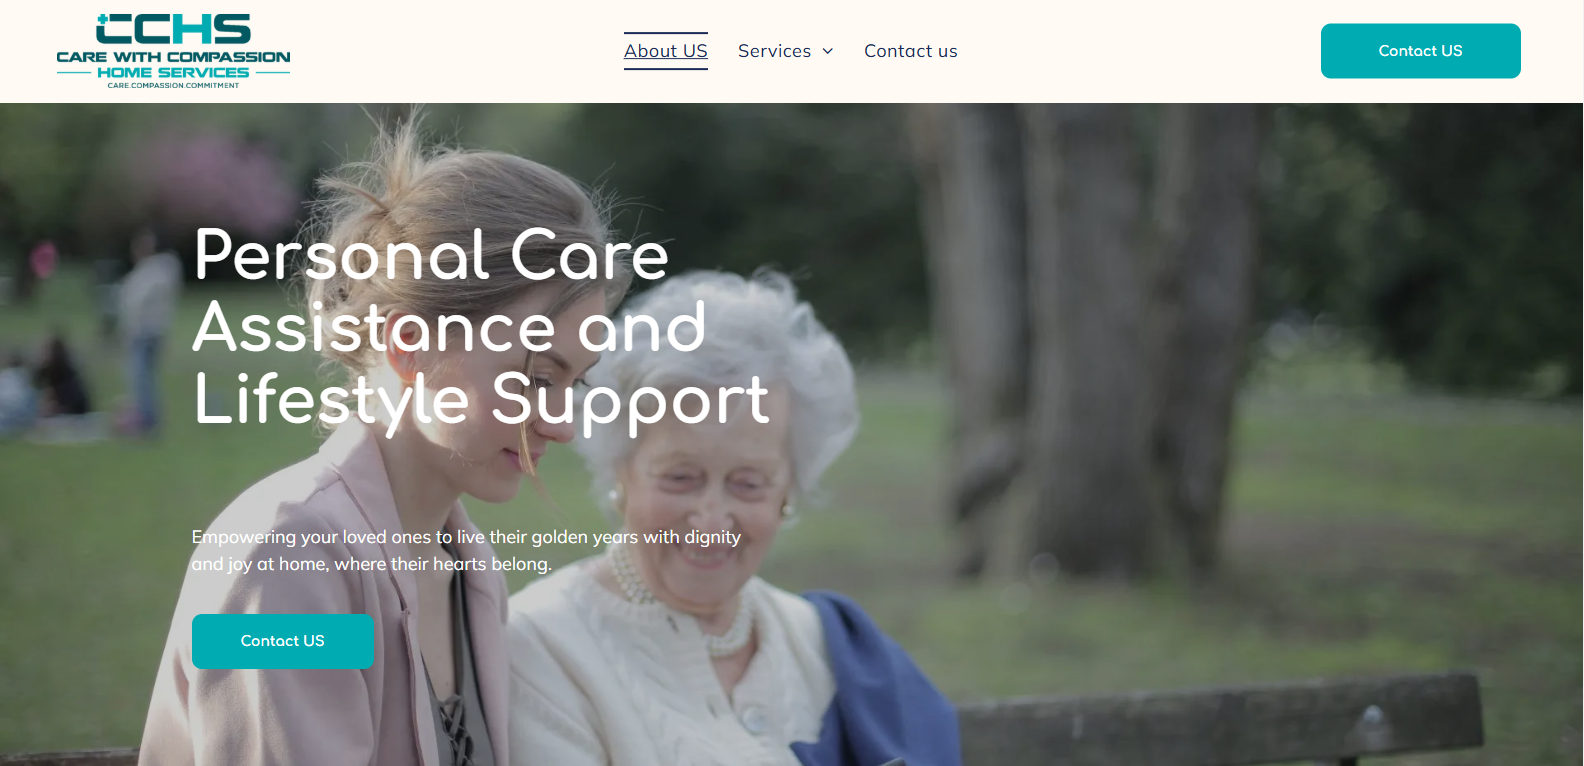 CCHS
CARE WITH COMPASSION
HOME SERVICES
CARE.COMPASSION.COMMITMENT
About US
Services
Contact us
Contact US
Personal Care
Assistance and
Lifestyle Support
Empowering your loved ones to live their golden years with dignity
and joy at home, where their hearts belong.
Contact US